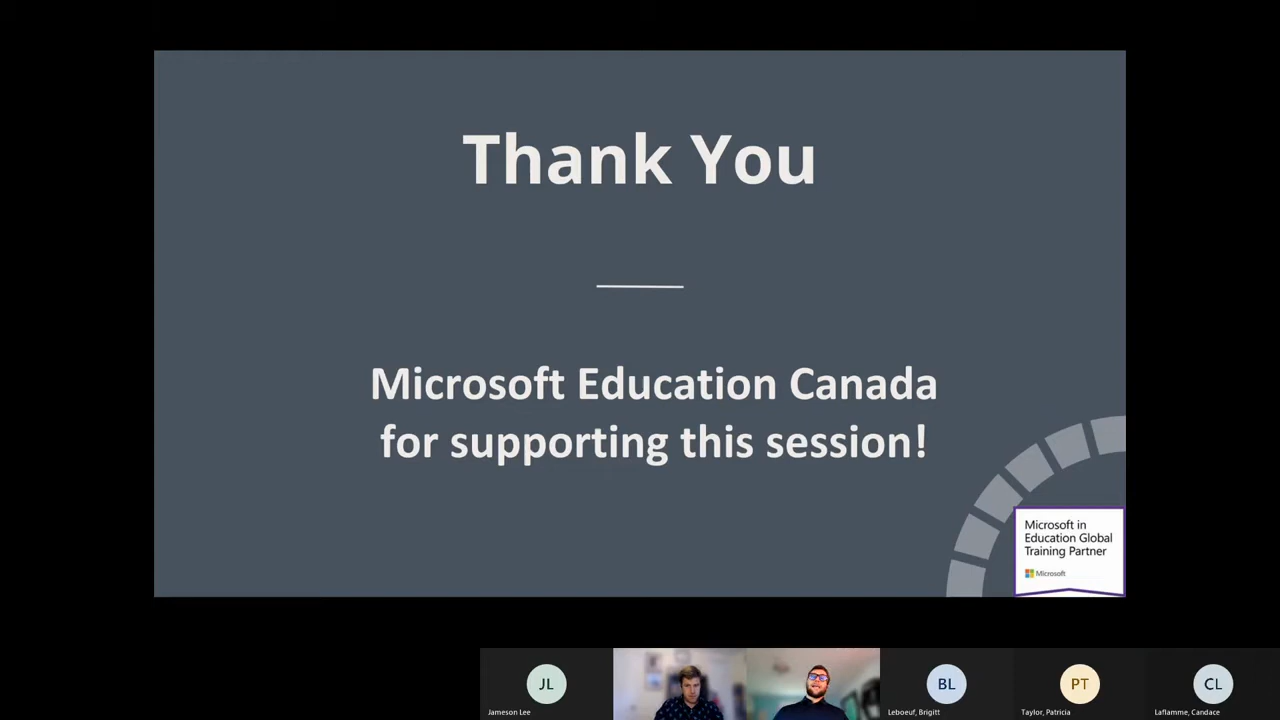 Thank You
Microsoft Education Canada
for supporting this session!
Microsoft in
Education Global
Training Partner
Microsoft
JL
BL
PT
CL
Jameson Lee
Leboeuf, Brigitt
Taylor, Patricia
Laflamme, Candace